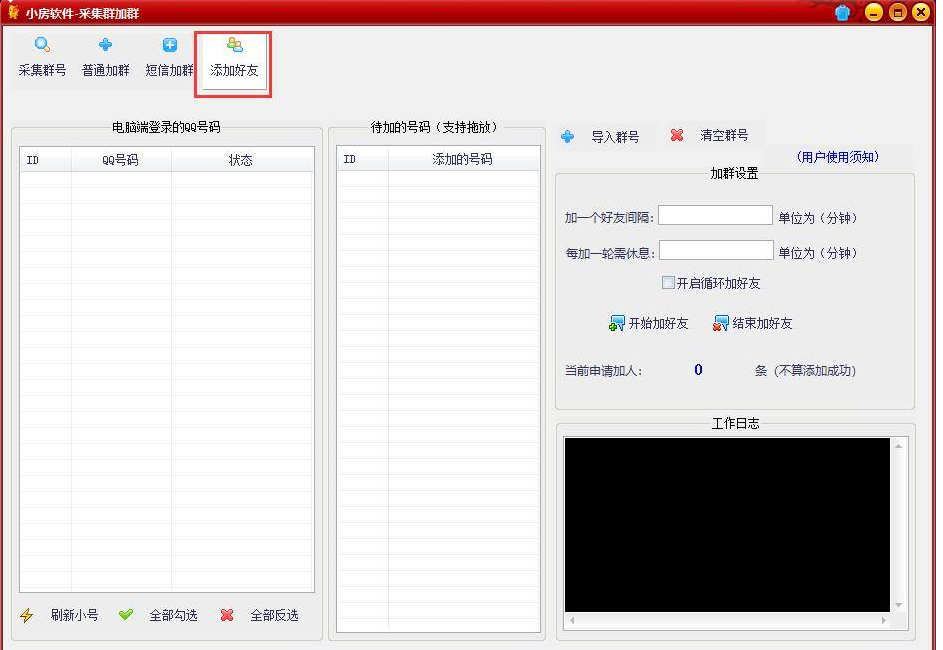 小房软件-采集群加群
采集群号 普通加群 短信加群 添加好友
电脑端登录的QQ号码
ID QQ号码 状态
刷新小号 全部勾选 全部反选
待加的号码（支持拖放）
ID 添加的号码
导入群号 清空群号
（用户使用须知）
加群设置
加一个好友间隔： 单位为（分钟）
每加一轮需休息： 单位为（分钟）
开启循环加好友
开始加好友 结束加好友
当前申请加人： 0 条（不算添加成功）
工作日志